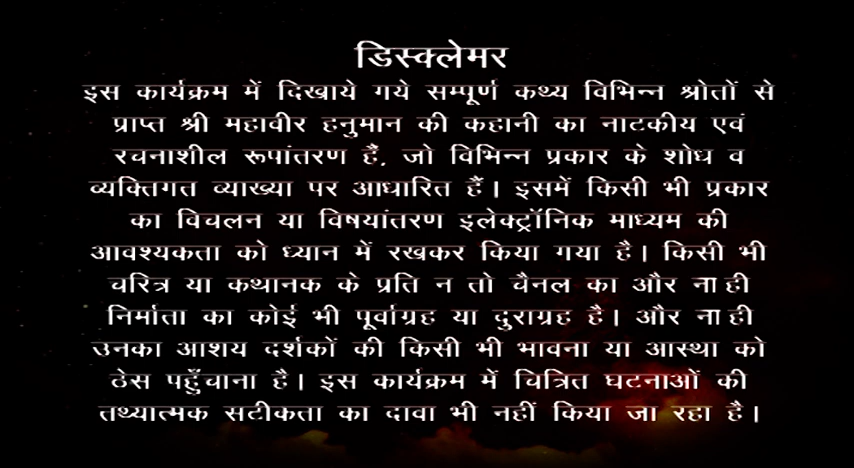 डिस्क्लेमर
इस कार्यक्रम में दिखाये गये सम्पूर्ण कथ्य विभिन्न श्रोतों से
प्राप्त श्री महावीर हनुमान की कहानी का नाटकीय एवं
रचनाशील रूपांतरण हैं, जो विभिन्न प्रकार के शोध व
व्यक्तिगत व्याख्या पर आधारित हैं। इसमें किसी भी प्रकार
का विचलन या विषयांतरण इलेक्ट्रॉनिक माध्यम की
आवश्यकता को ध्यान में रखकर किया गया है। किसी भी
चरित्र या कथानक के प्रति न तो चैनल का और ना ही
निर्माता का कोई भी पूर्वाग्रह या दुराग्रह है। और ना ही
उनका आशय दर्शकों की किसी भी भावना या आस्था को
ठेस पहुँचाना है। इस कार्यक्रम में चित्रित घटनाओं की
तथ्यात्मक सटीकता का दावा भी नहीं किया जा रहा है।